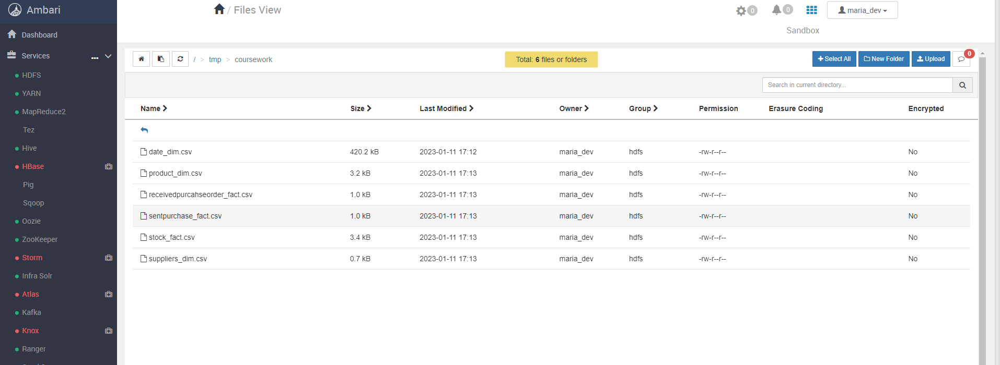 Ambari
/ Files View
0
0
maria_dev
Sandbox
Dashboard
Services
HDFS
YARN
MapReduce2
Tez
Hive
HBase
Pig
Sqoop
Oozie
ZooKeeper
Storm
Infra Solr
Atlas
Kafka
Knox
Ranger
/ > tmp > coursework
Total: 6 files or folders
Select All
New Folder
Upload
0
Search in current directory...
Name Size Last Modified Owner Group Permission Erasure Coding Encrypted
date_dim.csv 420.2 kB 2023-01-11 17:12 maria_dev hdfs -rw-r--r-- No
product_dim.csv 3.2 kB 2023-01-11 17:13 maria_dev hdfs -rw-r--r-- No
receivedpurcahseorder_fact.csv 1.0 kB 2023-01-11 17:13 maria_dev hdfs -rw-r--r-- No
sentpurchase_fact.csv 1.0 kB 2023-01-11 17:13 maria_dev hdfs -rw-r--r-- No
stock_fact.csv 3.4 kB 2023-01-11 17:13 maria_dev hdfs -rw-r--r-- No
suppliers_dim.csv 0.7 kB 2023-01-11 17:13 maria_dev hdfs -rw-r--r-- No